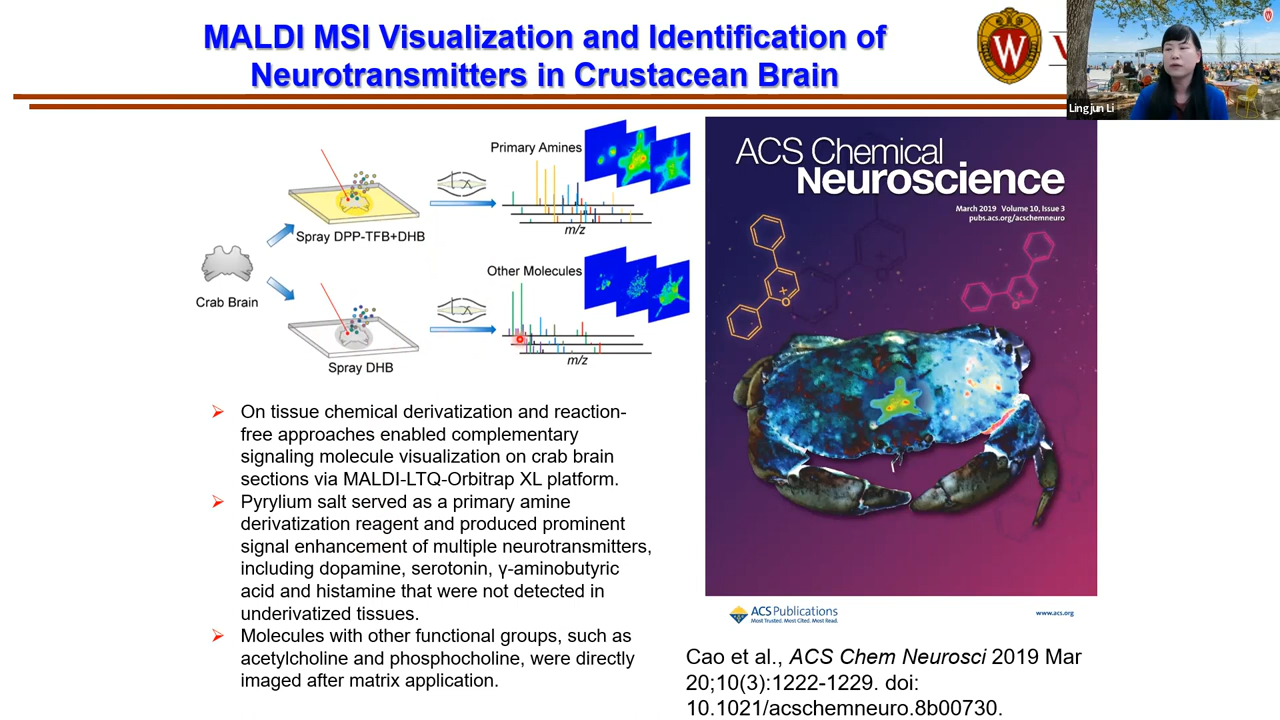 MALDI MSI Visualization and Identification of
Neurotransmitters in Crustacean Brain
W
Lingjun Li
Crab Brain
Spray DPP-TFB+DHB
Primary Amines
m/z
Spray DHB
Other Molecules
m/z
On tissue chemical derivatization and reaction-
free approaches enabled complementary
signaling molecule visualization on crab brain
sections via MALDI-LTQ-Orbitrap XL platform.
Pyrylium salt served as a primary amine
derivatization reagent and produced prominent
signal enhancement of multiple neurotransmitters,
including dopamine, serotonin, γ-aminobutyric
acid and histamine that were not detected in
underivatized tissues.
Molecules with other functional groups, such as
acetylcholine and phosphocholine, were directly
imaged after matrix application.
ACS Chemical
Neuroscience
March 2019 Volume 10, Issue 3
pubs.acs.org/acschemneuro
ACS Publications
Most Trusted. Most Cited. Most Read.
www.acs.org
Cao et al., ACS Chem Neurosci 2019 Mar
20;10(3):1222-1229. doi:
10.1021/acschemneuro.8b00730.